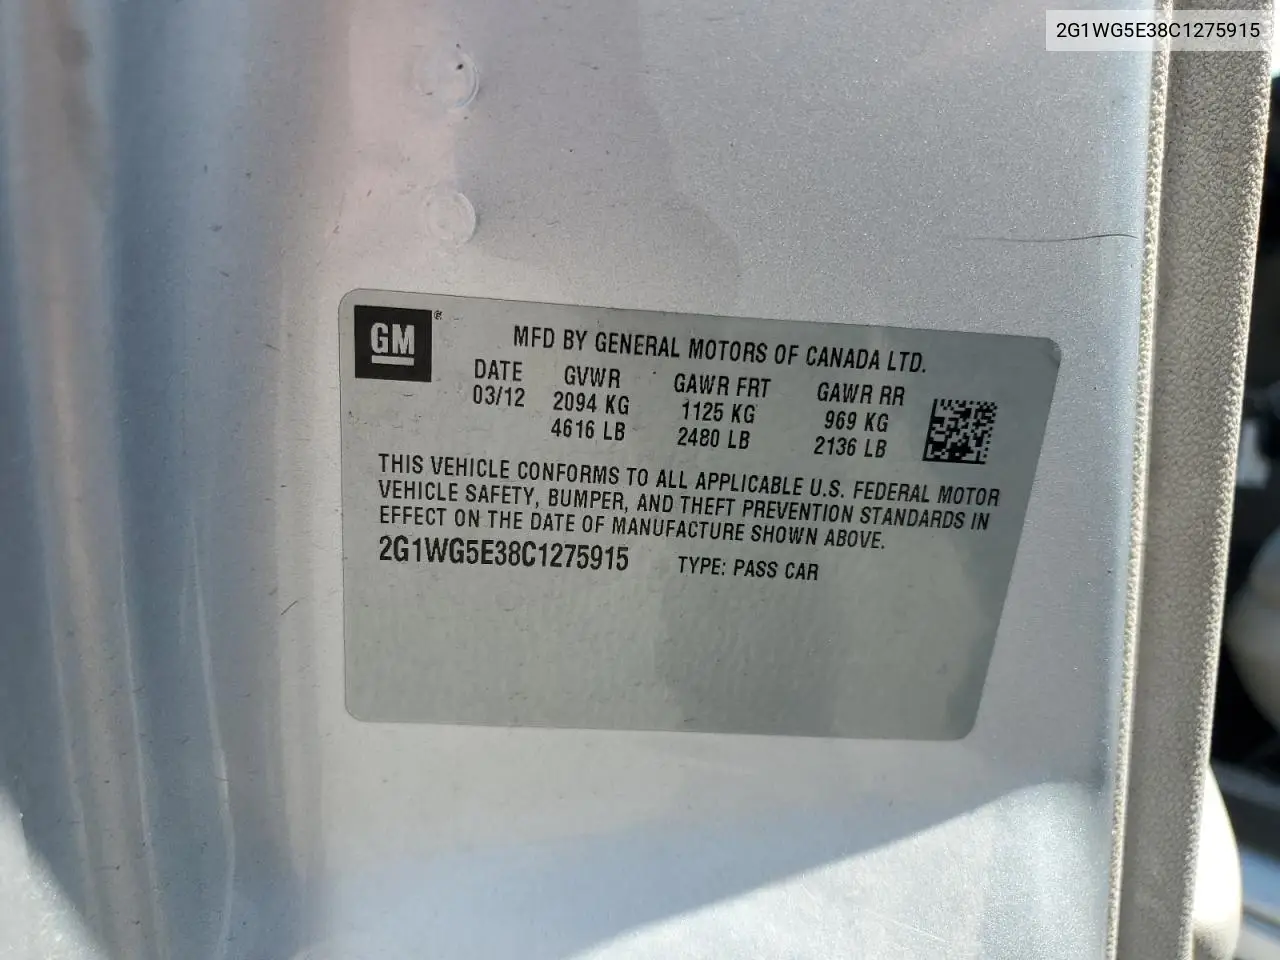 2G1WG5E38C1275915
GM ®
MFD BY GENERAL MOTORS OF CANADA LTD.
DATE GVWR GAWR FRT GAWR RR
03/12 2094 KG 1125 KG 969 KG
4616 LB 2480 LB 2136 LB
THIS VEHICLE CONFORMS TO ALL APPLICABLE U.S. FEDERAL MOTOR
VEHICLE SAFETY, BUMPER, AND THEFT PREVENTION STANDARDS IN
EFFECT ON THE DATE OF MANUFACTURE SHOWN ABOVE.
2G1WG5E38C1275915 TYPE: PASS CAR